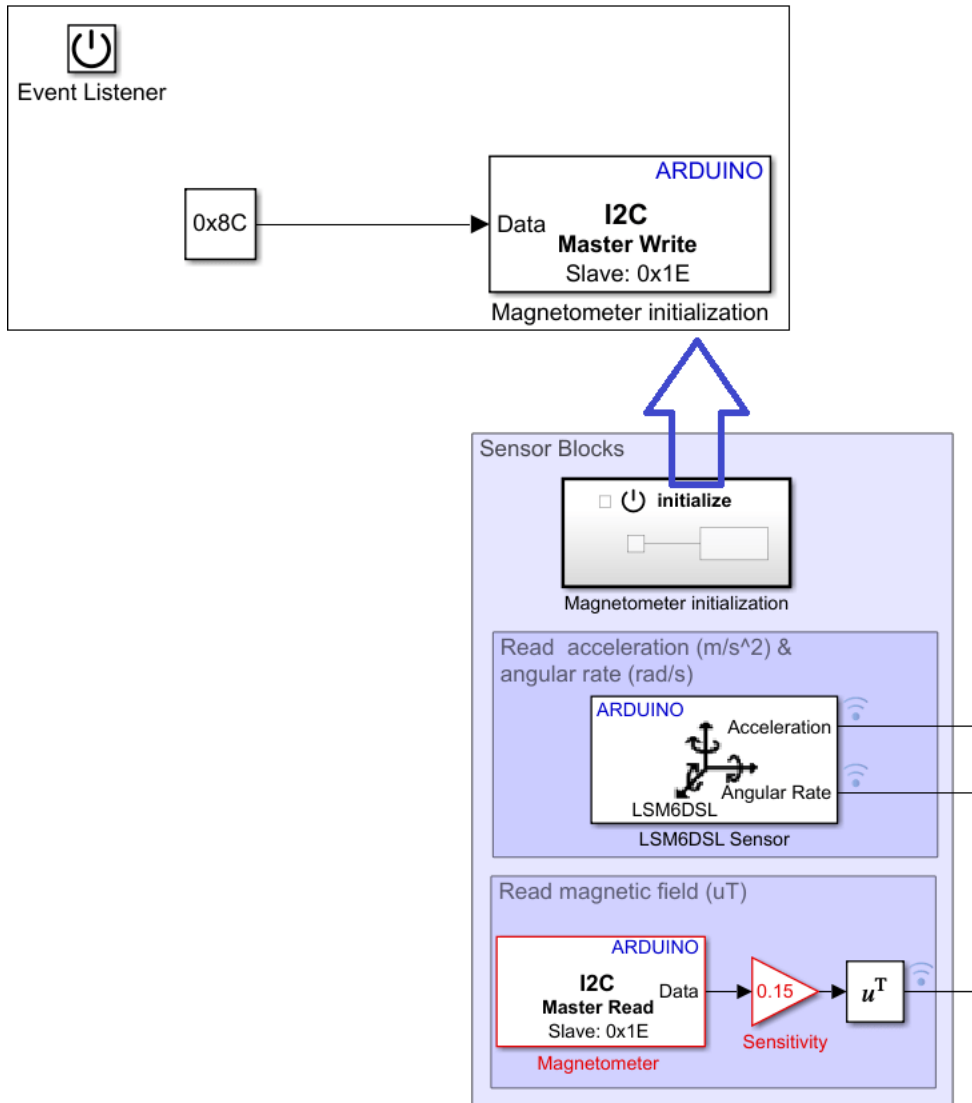 Event Listener
0x8C
ARDUINO
Data
I2C
Master Write
Slave: 0x1E
Magnetometer initialization
Sensor Blocks
initialize
Magnetometer initialization
Read  acceleration (m/s^2) &
angular rate (rad/s)
ARDUINO
Acceleration
Angular Rate
LSM6DSL
LSM6DSL Sensor
Read magnetic field (uT)
ARDUINO
I2C
Data
Master Read
Slave: 0x1E
Magnetometer
0.15
Sensitivity
uᵀ